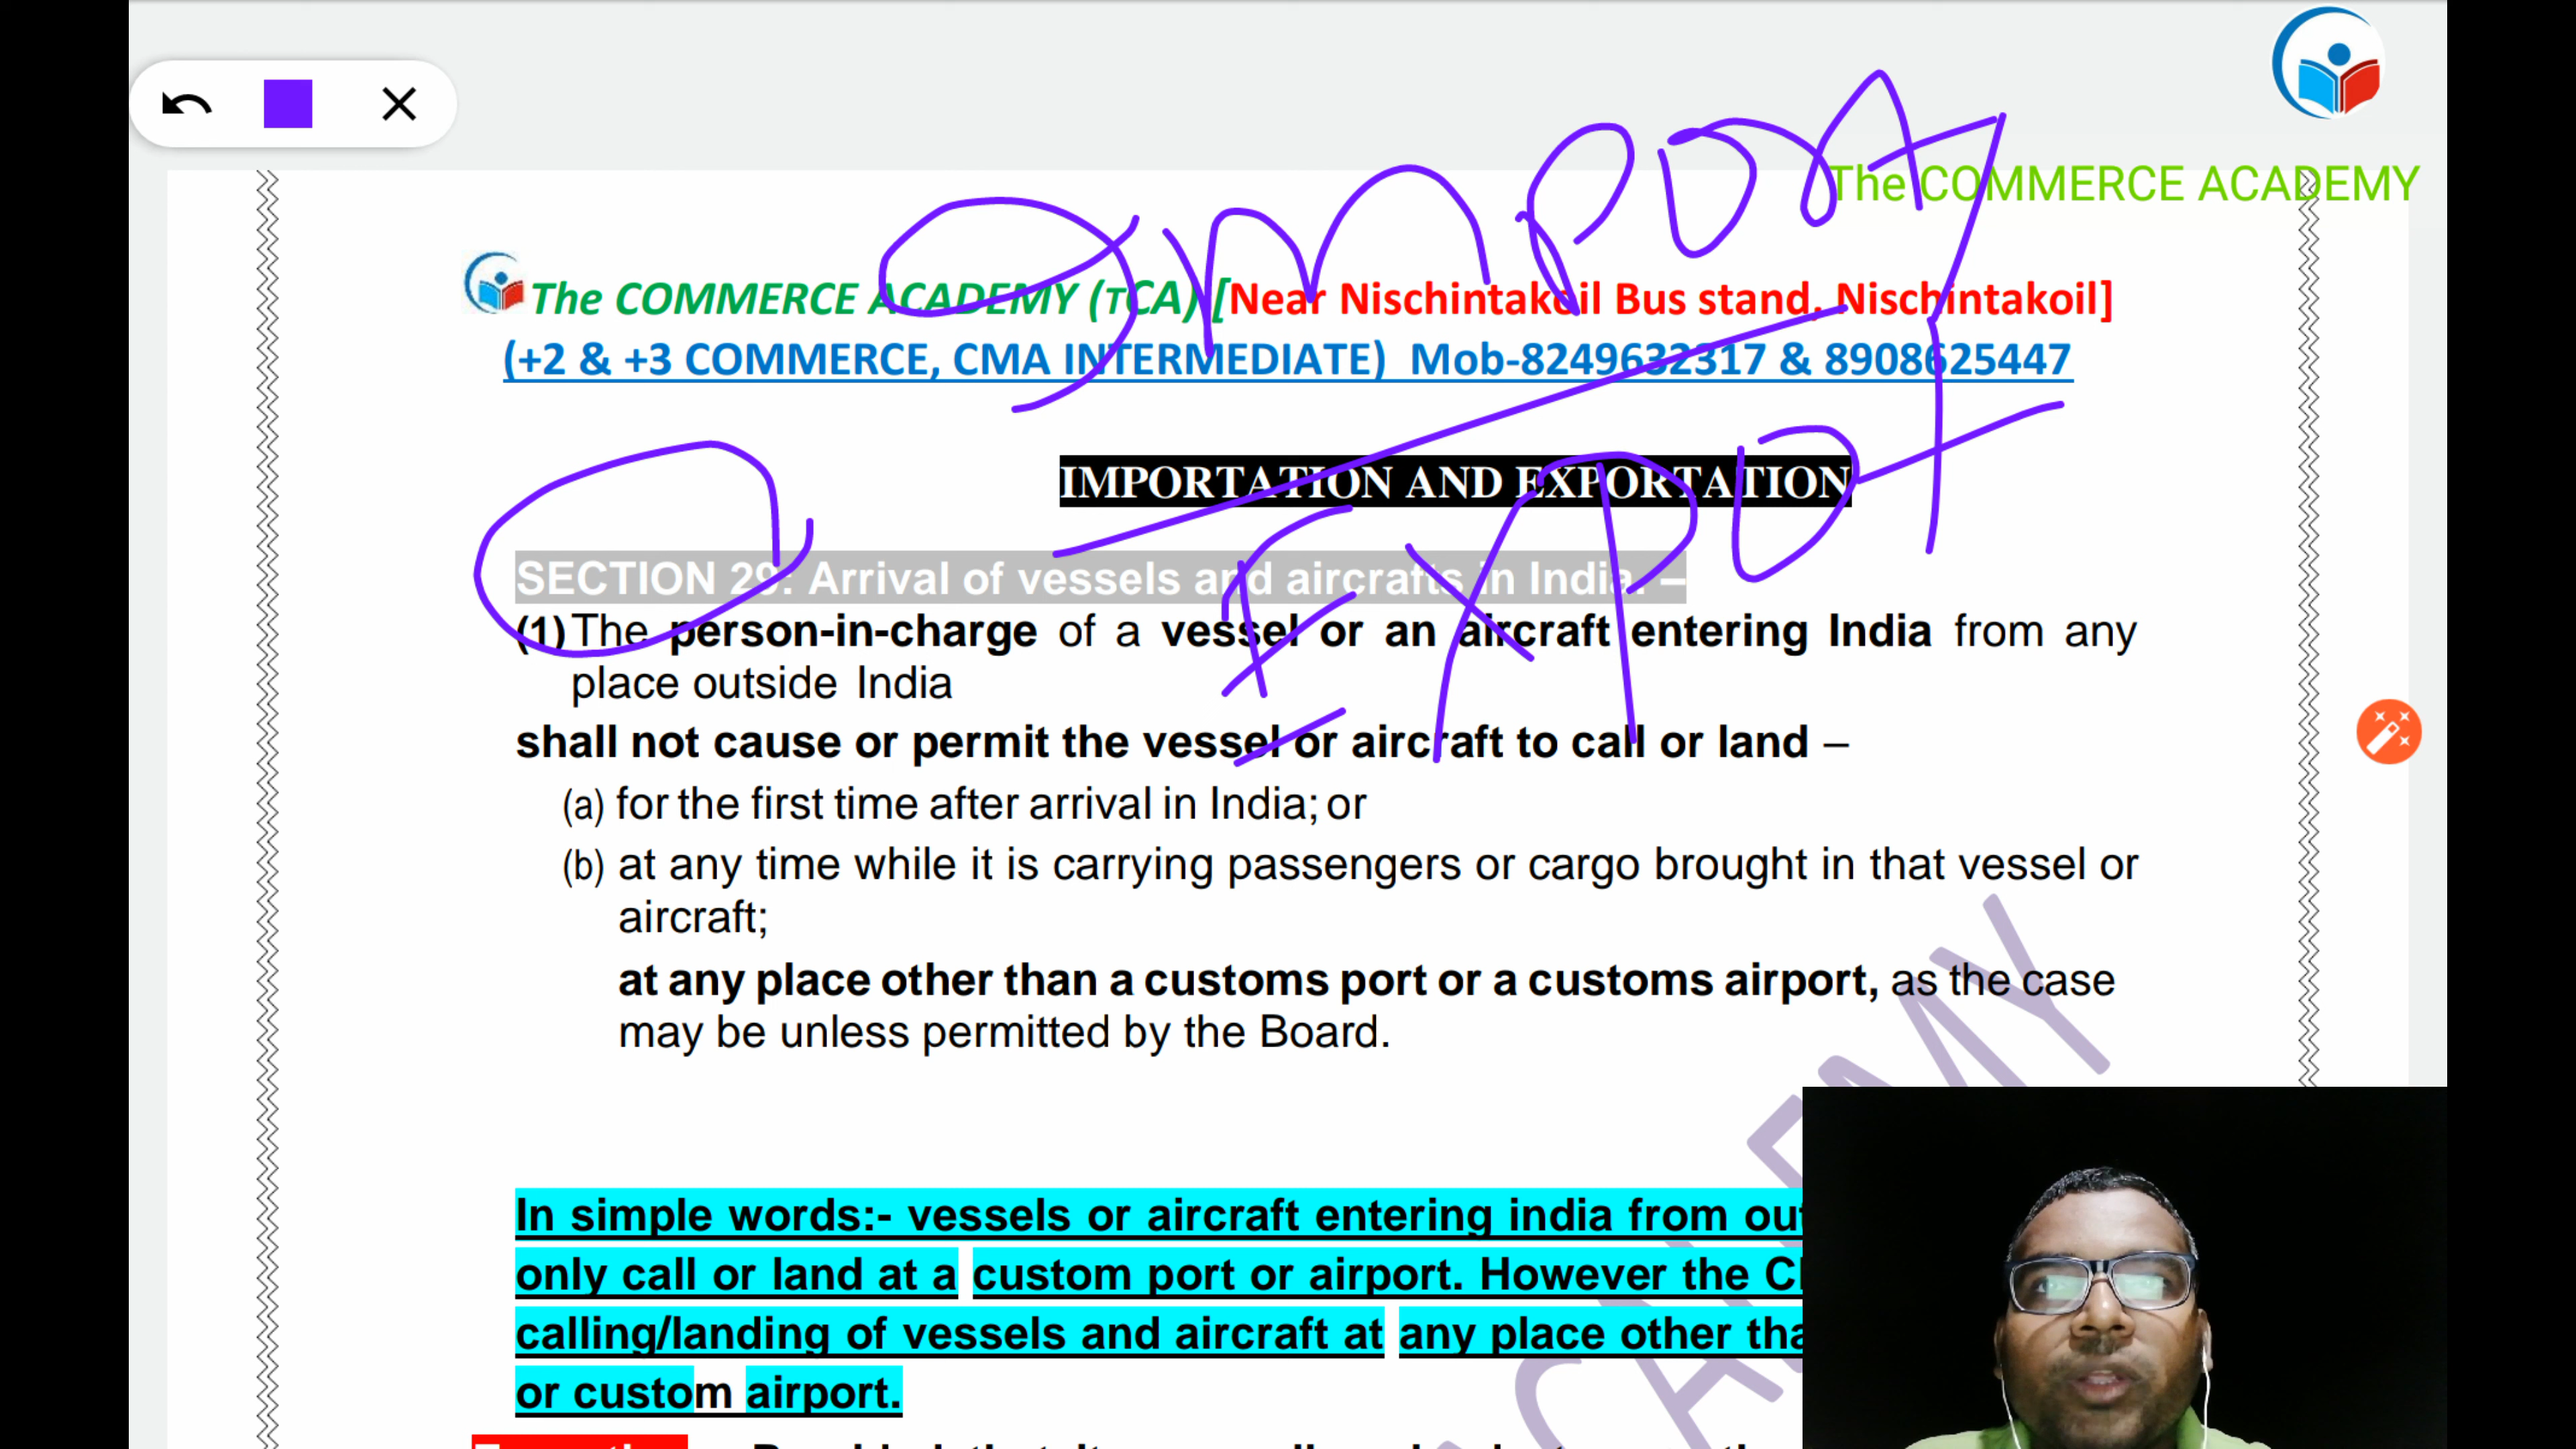 The COMMERCE ACADEMY
IMPORT
The COMMERCE ACADEMY (TCA) [Near Nischintakoil Bus stand, Nischintakoil]
(+2 & +3 COMMERCE, CMA INTERMEDIATE) Mob-8249632317 & 8908625447
IMPORTATION AND EXPORTATION
EXPORT
SECTION 29: Arrival of vessels and aircrafts in India. –
(1) The person-in-charge of a vessel or an aircraft entering India from any
place outside India
shall not cause or permit the vessel or aircraft to call or land –
(a) for the first time after arrival in India; or
(b) at any time while it is carrying passengers or cargo brought in that vessel or
aircraft;
at any place other than a customs port or a customs airport, as the case
may be unless permitted by the Board.
In simple words:- vessels or aircraft entering india from
only call or land at a custom port or airport. However the
calling/landing of vessels and aircraft at any place other
or custom airport.